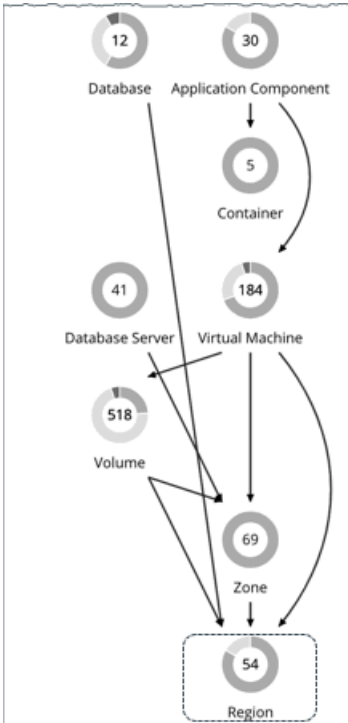 12
30
Database
Application Component
5
Container
41
184
Database Server
Virtual Machine
518
Volume
69
Zone
54
Region